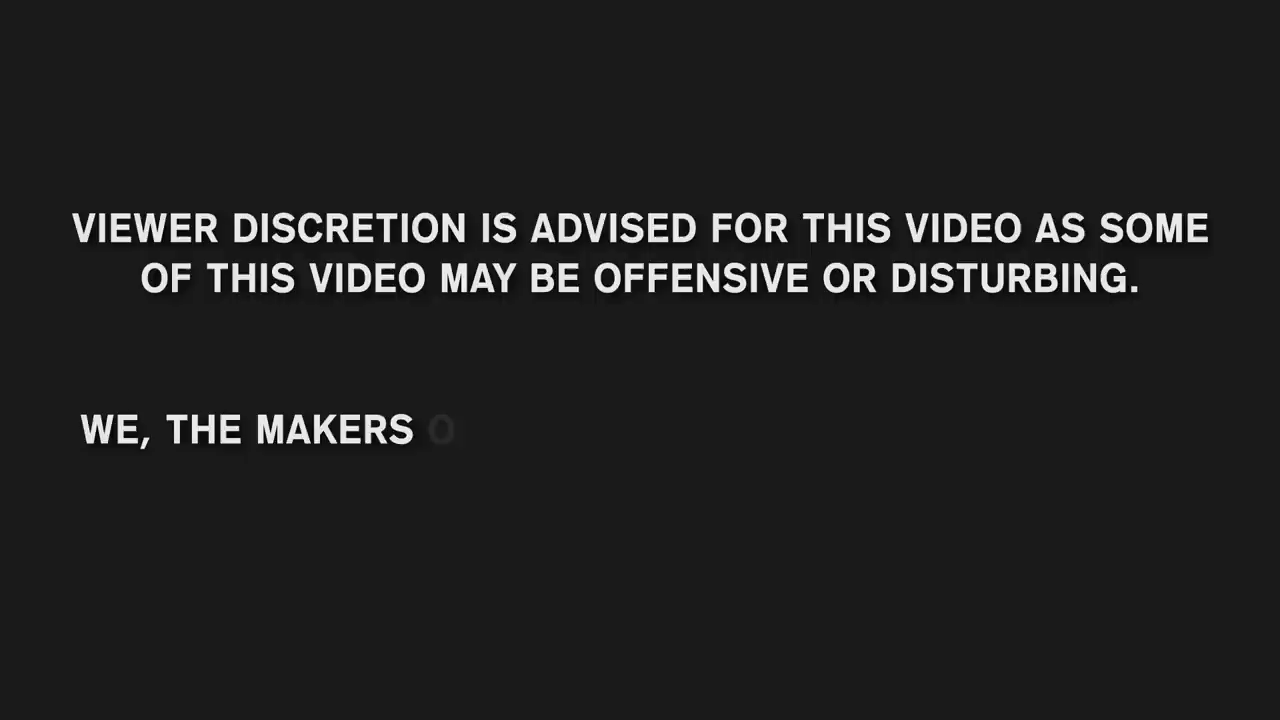 VIEWER DISCRETION IS ADVISED FOR THIS VIDEO AS SOME
OF THIS VIDEO MAY BE OFFENSIVE OR DISTURBING.
WE, THE MAKERS O